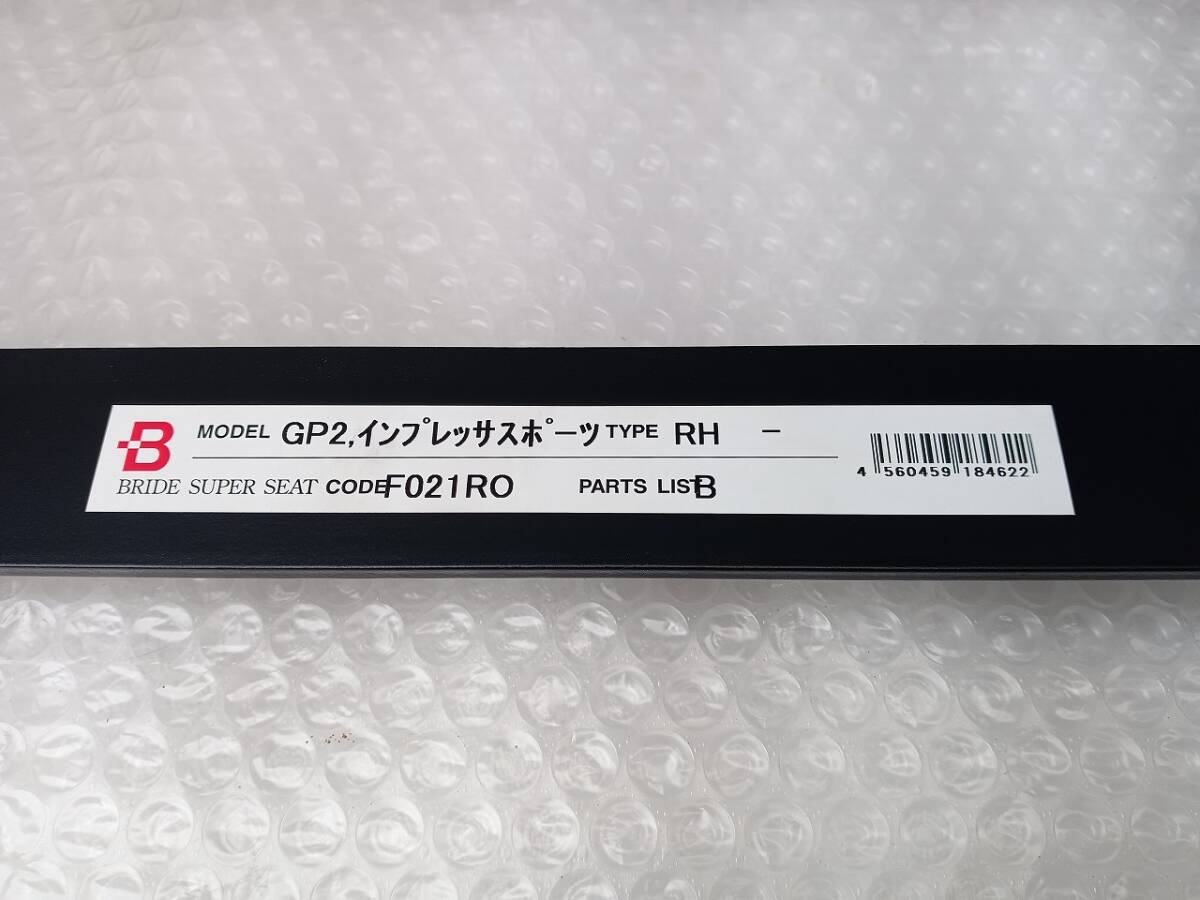 B MODEL GP2,インプレッサスポーツ TYPE RH －
BRIDE SUPER SEAT CODE F021RO PARTS LIST B
4 560459 184622